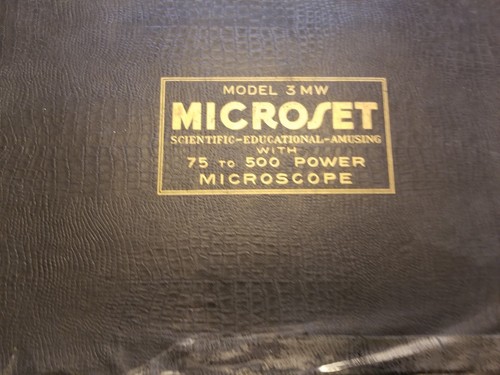 MODEL 3 MW
MICROSET
SCIENTIFIC-EDUCATIONAL-AMUSING
WITH
75 TO 500 POWER
MICROSCOPE